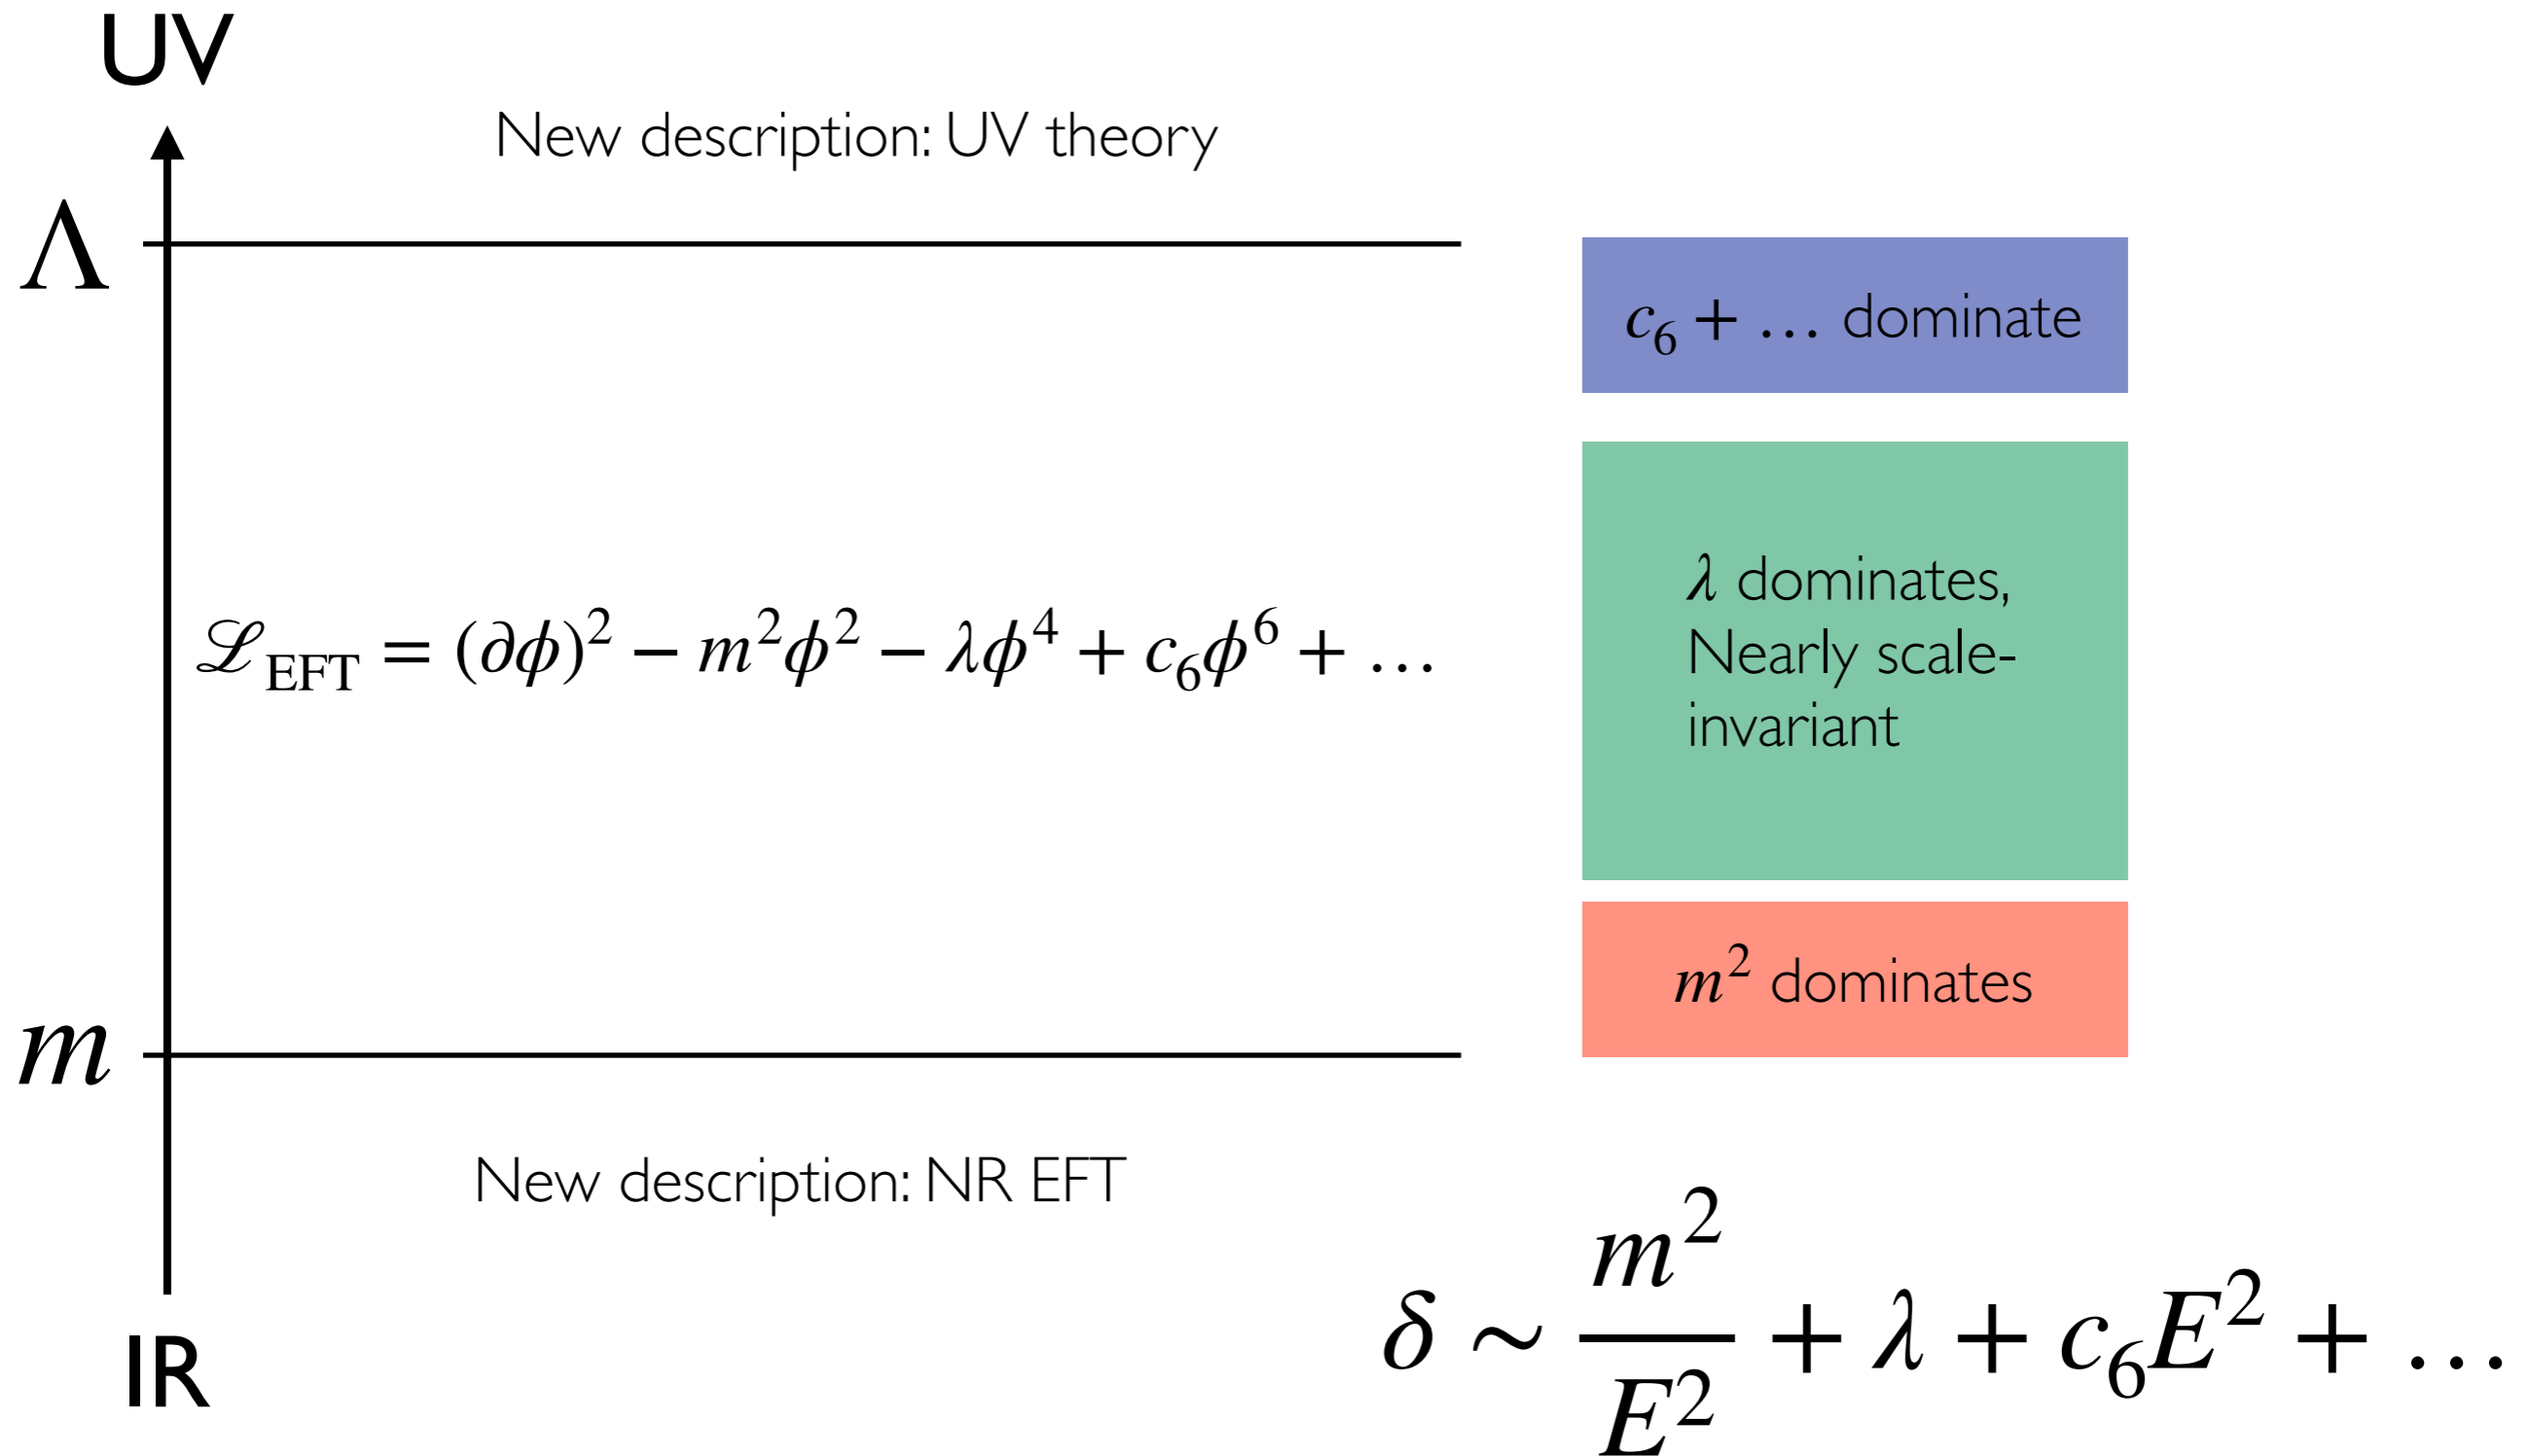 UV
New description: UV theory
Λ
c₆ + … dominate
λ dominates,
Nearly scale-
invariant
ℒ_EFT = (∂ϕ)² − m²ϕ² − λϕ⁴ + c₆ϕ⁶ + …
m² dominates
m
New description: NR EFT
IR
δ ∼ m²/E² + λ + c₆E² + …